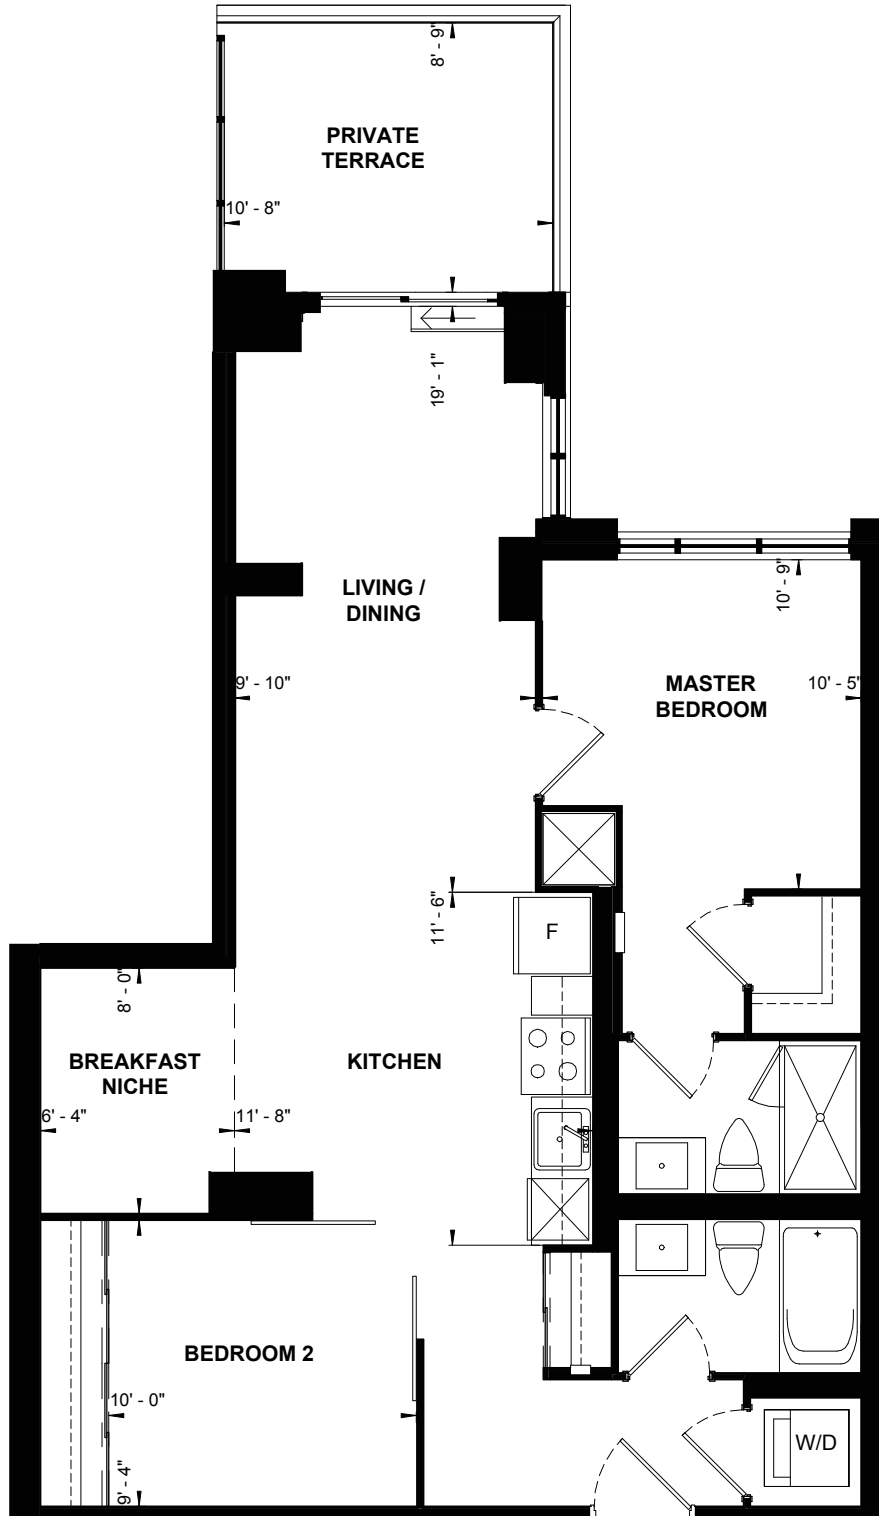 8' - 9"
PRIVATE
TERRACE
10' - 8"
19' - 1"
LIVING /
DINING
10' - 9"
9' - 10"
MASTER
BEDROOM
10' - 5"
11' - 6"
F
8' - 0"
BREAKFAST
NICHE
KITCHEN
6' - 4"
11' - 8"
BEDROOM 2
10' - 0"
W/D
9' - 4"